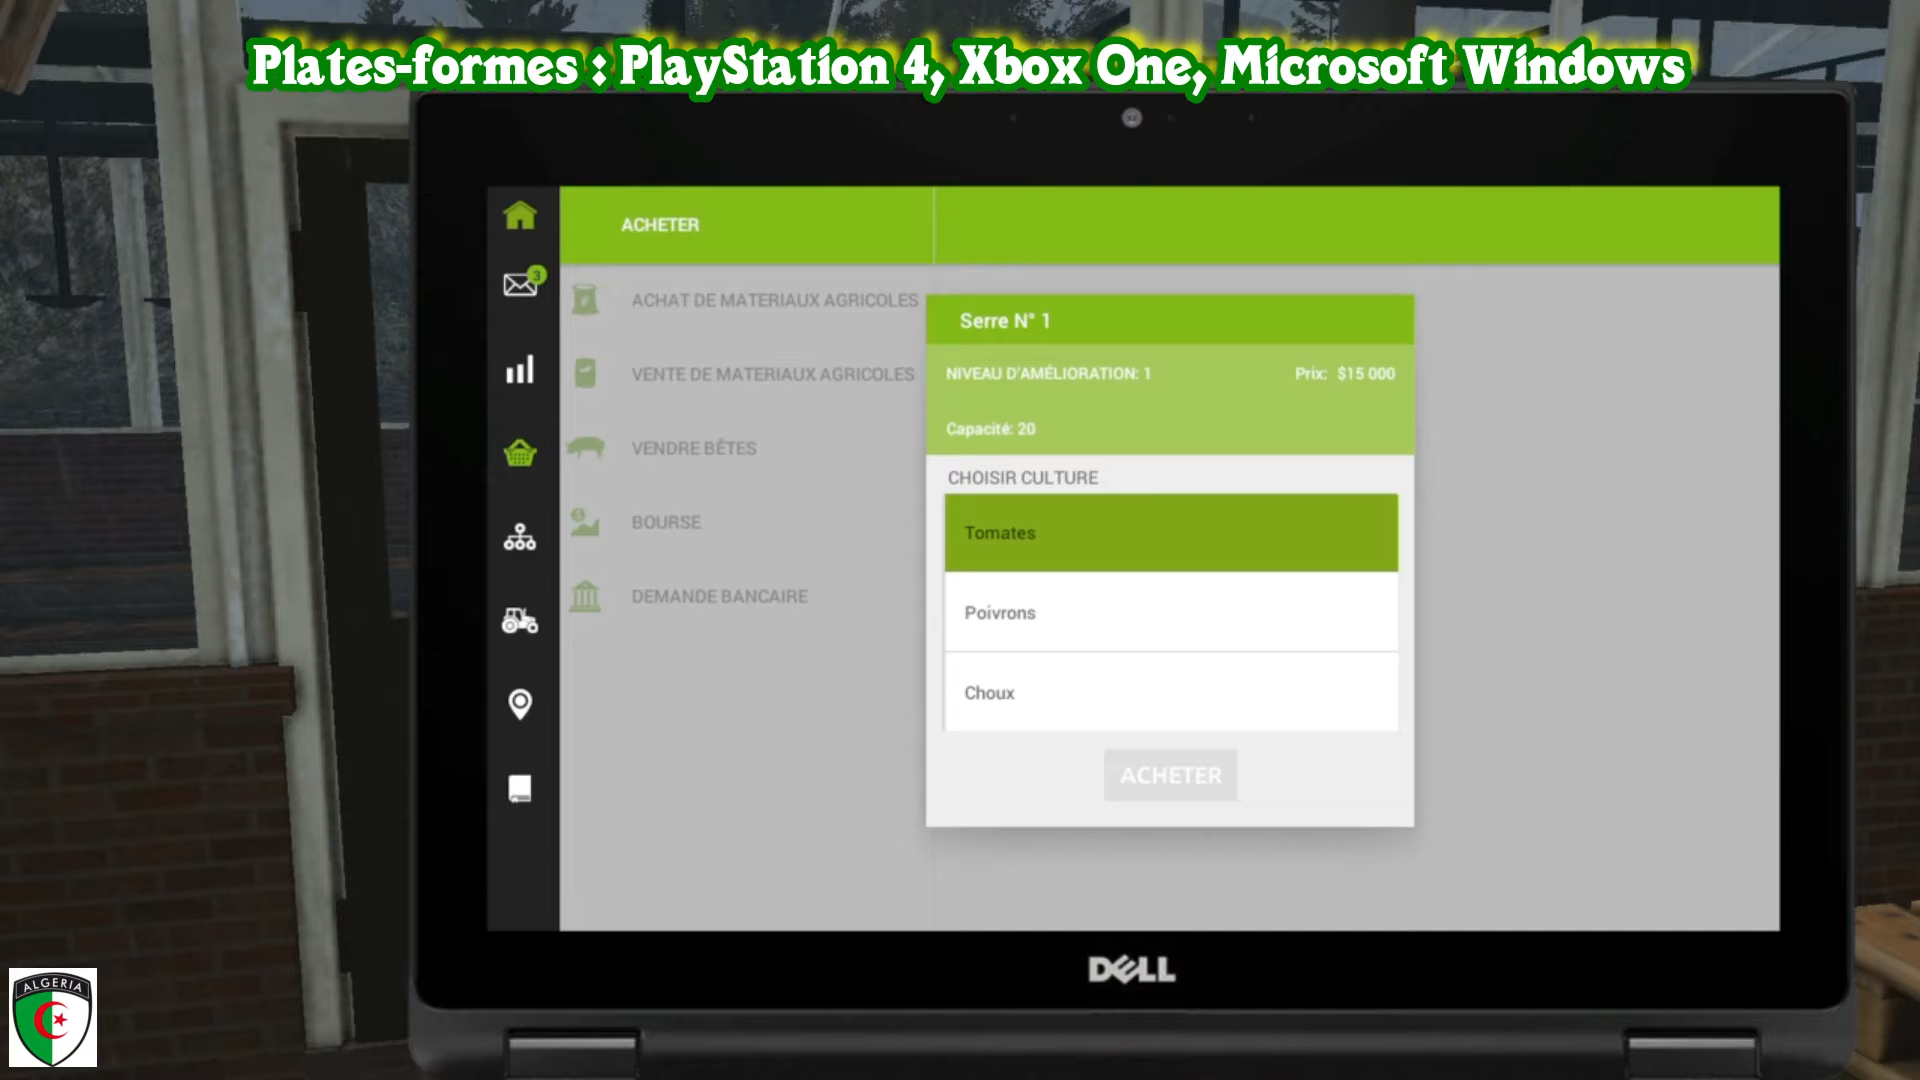 Plates-formes : PlayStation 4, Xbox One, Microsoft Windows
ACHETER
3
ACHAT DE MATERIAUX AGRICOLES
VENTE DE MATERIAUX AGRICOLES
VENDRE BÊTES
BOURSE
DEMANDE BANCAIRE
Serre N° 1
NIVEAU D'AMÉLIORATION: 1 Prix: $15 000
Capacité: 20
CHOISIR CULTURE
Tomates
Poivrons
Choux
ACHETER
DELL
ALGERIA